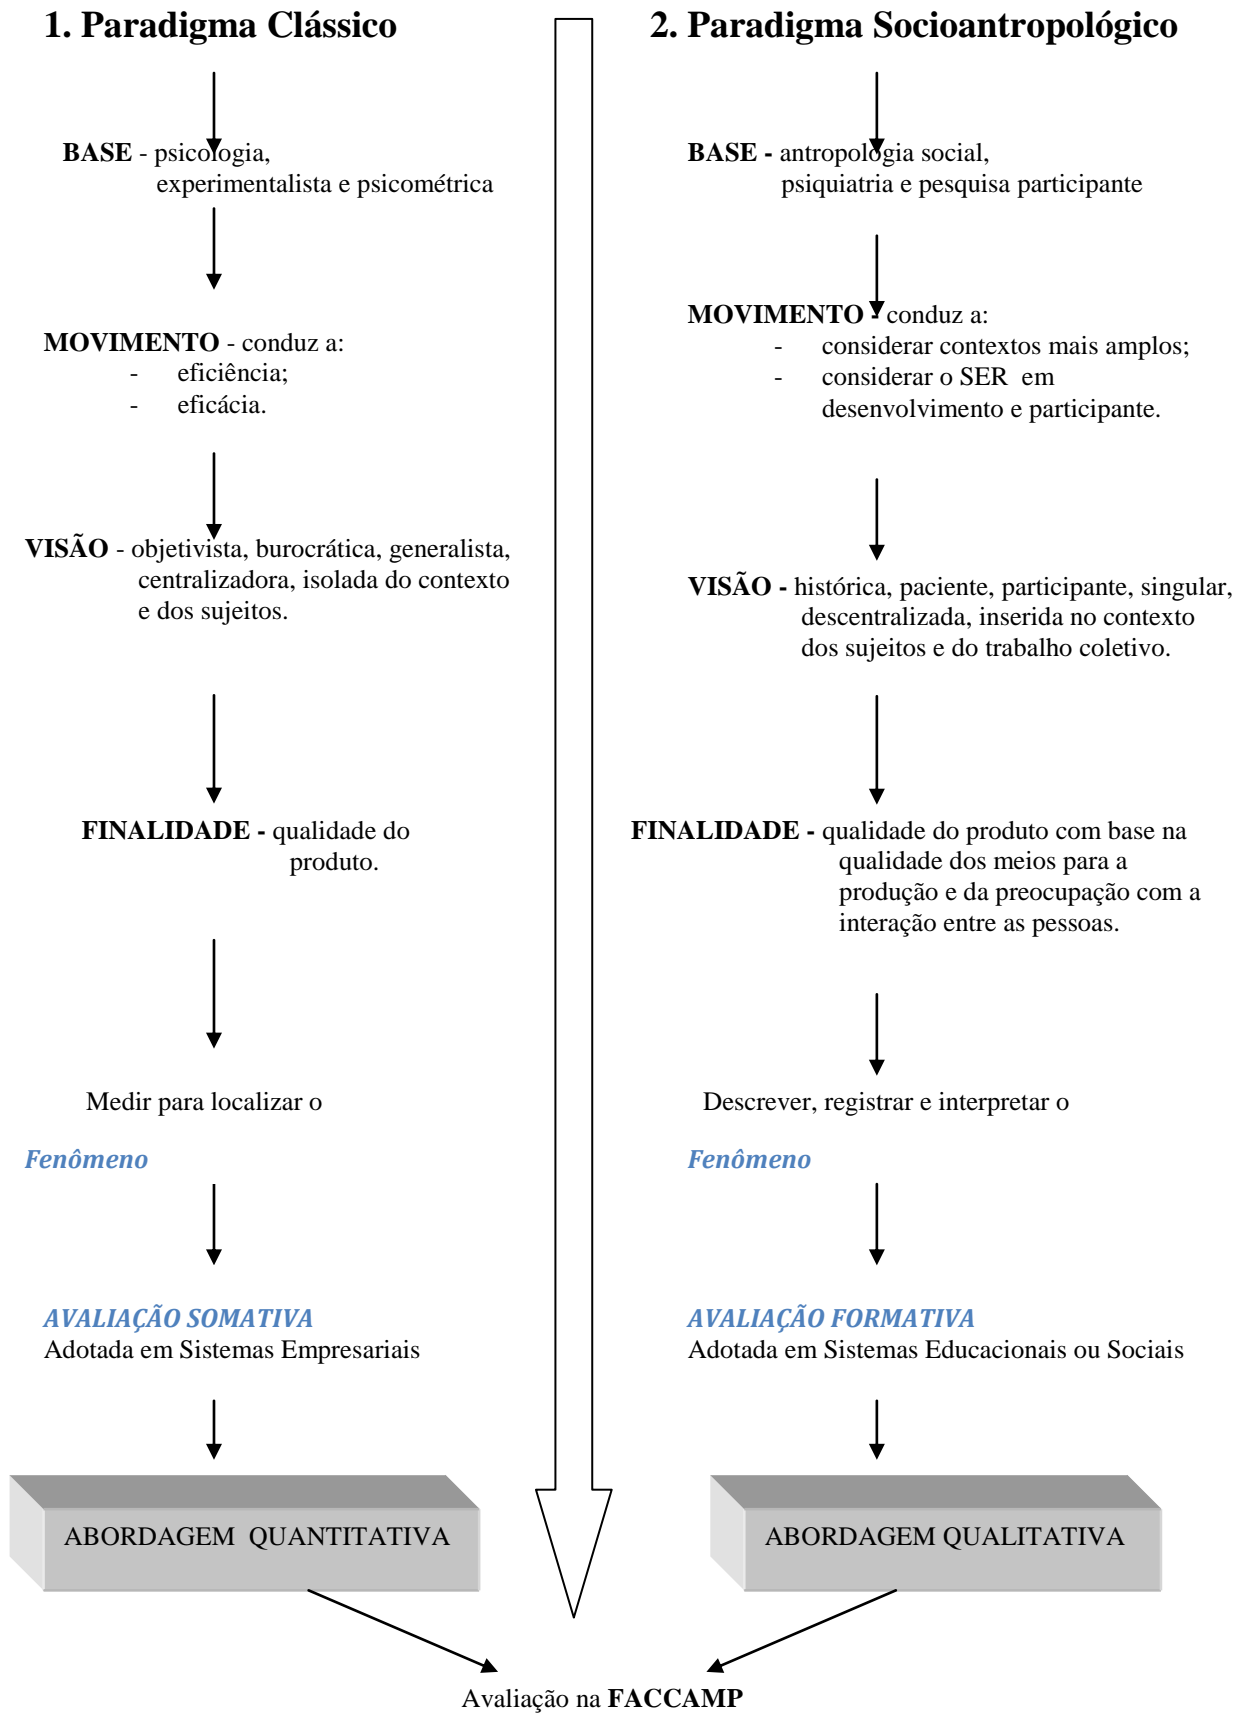 1. Paradigma Clássico
BASE - psicologia,
experimentalista e psicométrica
MOVIMENTO - conduz a:
- eficiência;
- eficácia.
VISÃO - objetivista, burocrática, generalista,
centralizadora, isolada do contexto
e dos sujeitos.
FINALIDADE - qualidade do
produto.
Medir para localizar o
Fenômeno
AVALIAÇÃO SOMATIVA
Adotada em Sistemas Empresariais
ABORDAGEM QUANTITATIVA
2. Paradigma Socioantropológico
BASE - antropologia social,
psiquiatria e pesquisa participante
MOVIMENTO - conduz a:
- considerar contextos mais amplos;
- considerar o SER em
desenvolvimento e participante.
VISÃO - histórica, paciente, participante, singular,
descentralizada, inserida no contexto
dos sujeitos e do trabalho coletivo.
FINALIDADE - qualidade do produto com base na
qualidade dos meios para a
produção e da preocupação com a
interação entre as pessoas.
Descrever, registrar e interpretar o
Fenômeno
AVALIAÇÃO FORMATIVA
Adotada em Sistemas Educacionais ou Sociais
ABORDAGEM QUALITATIVA
Avaliação na FACCAMP